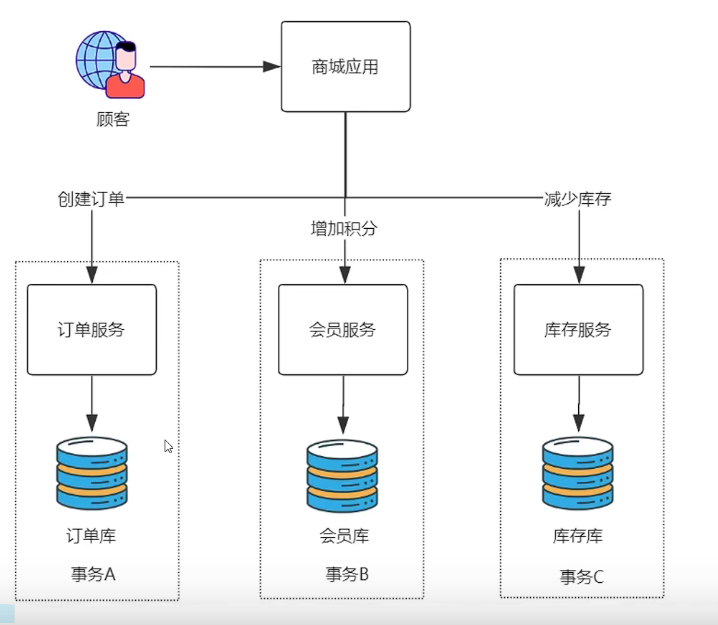 商城应用
顾客
创建订单
减少库存
增加积分
订单服务
会员服务
库存服务
订单库
会员库
库存库
事务A
事务B
事务C